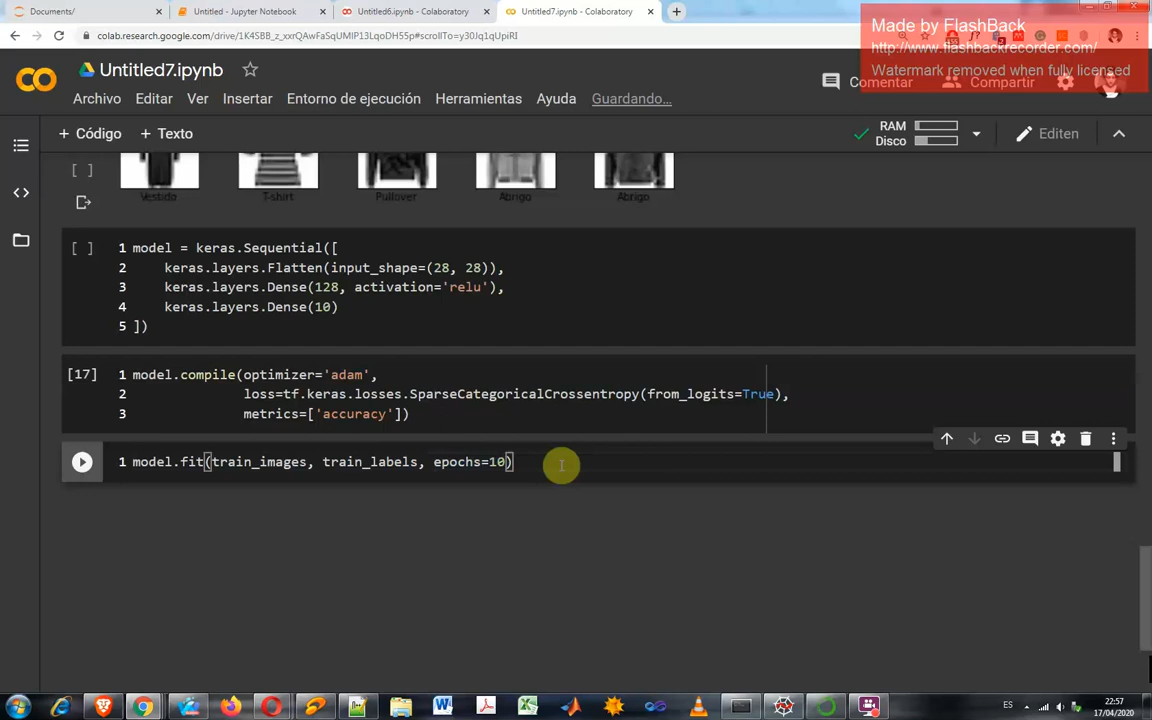 Documents/
Untitled - Jupyter Notebook
Untitled6.ipynb - Colaboratory
Untitled7.ipynb - Colaboratory
colab.research.google.com/drive/1K4SBB_z_xxrQAwFaSqUMIP13LqoDH55p#scrollTo=y30Jq1qUpiRI
Made by FlashBack
http://www.flashbackrecorder.com/
Watermark removed when fully licensed
Untitled7.ipynb
Comentar
Compartir
Archivo Editar Ver Insertar Entorno de ejecución Herramientas Ayuda Guardando...
+ Código + Texto
RAM
Disco
Editen
[ ]
Vestido T-shirt Pullover Abrigo Abrigo
[ ]
1 model = keras.Sequential([
2 keras.layers.Flatten(input_shape=(28, 28)),
3 keras.layers.Dense(128, activation='relu'),
4 keras.layers.Dense(10)
5 ])
[17]
1 model.compile(optimizer='adam',
2 loss=tf.keras.losses.SparseCategoricalCrossentropy(from_logits=True),
3 metrics=['accuracy'])
1 model.fit(train_images, train_labels, epochs=10)
ES
22:57
17/04/2020